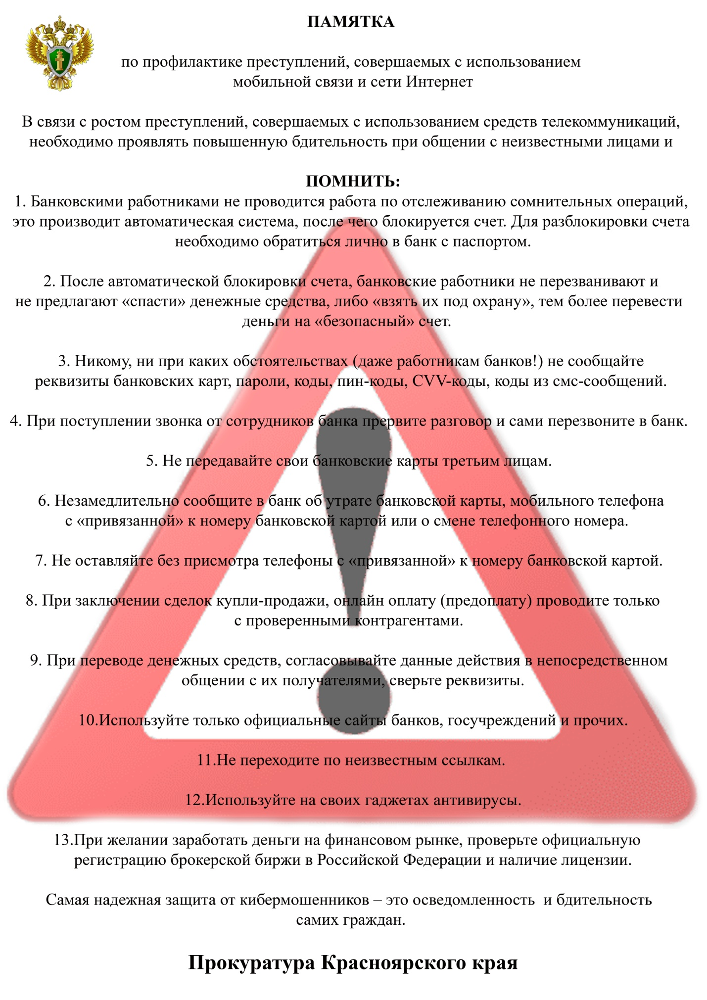 ПАМЯТКА
по профилактике преступлений, совершаемых с использованием
мобильной связи и сети Интернет
В связи с ростом преступлений, совершаемых с использованием средств телекоммуникаций,
необходимо проявлять повышенную бдительность при общении с неизвестными лицами и
ПОМНИТЬ:
1. Банковскими работниками не проводится работа по отслеживанию сомнительных операций,
это производит автоматическая система, после чего блокируется счет. Для разблокировки счета
необходимо обратиться лично в банк с паспортом.
2. После автоматической блокировки счета, банковские работники не перезванивают и
не предлагают «спасти» денежные средства, либо «взять их под охрану», тем более перевести
деньги на «безопасный» счет.
3. Никому, ни при каких обстоятельствах (даже работникам банков!) не сообщайте
реквизиты банковских карт, пароли, коды, пин-коды, CVV-коды, коды из смс-сообщений.
4. При поступлении звонка от сотрудников банка прервите разговор и сами перезвоните в банк.
5. Не передавайте свои банковские карты третьим лицам.
6. Незамедлительно сообщите в банк об утрате банковской карты, мобильного телефона
с «привязанной» к номеру банковской картой или о смене телефонного номера.
7. Не оставляйте без присмотра телефоны с «привязанной» к номеру банковской картой.
8. При заключении сделок купли-продажи, онлайн оплату (предоплату) проводите только
с проверенными контрагентами.
9. При переводе денежных средств, согласовывайте данные действия в непосредственном
общении с их получателями, сверьте реквизиты.
10.Используйте только официальные сайты банков, госучреждений и прочих.
11.Не переходите по неизвестным ссылкам.
12.Используйте на своих гаджетах антивирусы.
13.При желании заработать деньги на финансовом рынке, проверьте официальную
регистрацию брокерской биржи в Российской Федерации и наличие лицензии.
Самая надежная защита от кибермошенников – это осведомленность  и бдительность
самих граждан.
Прокуратура Красноярского края